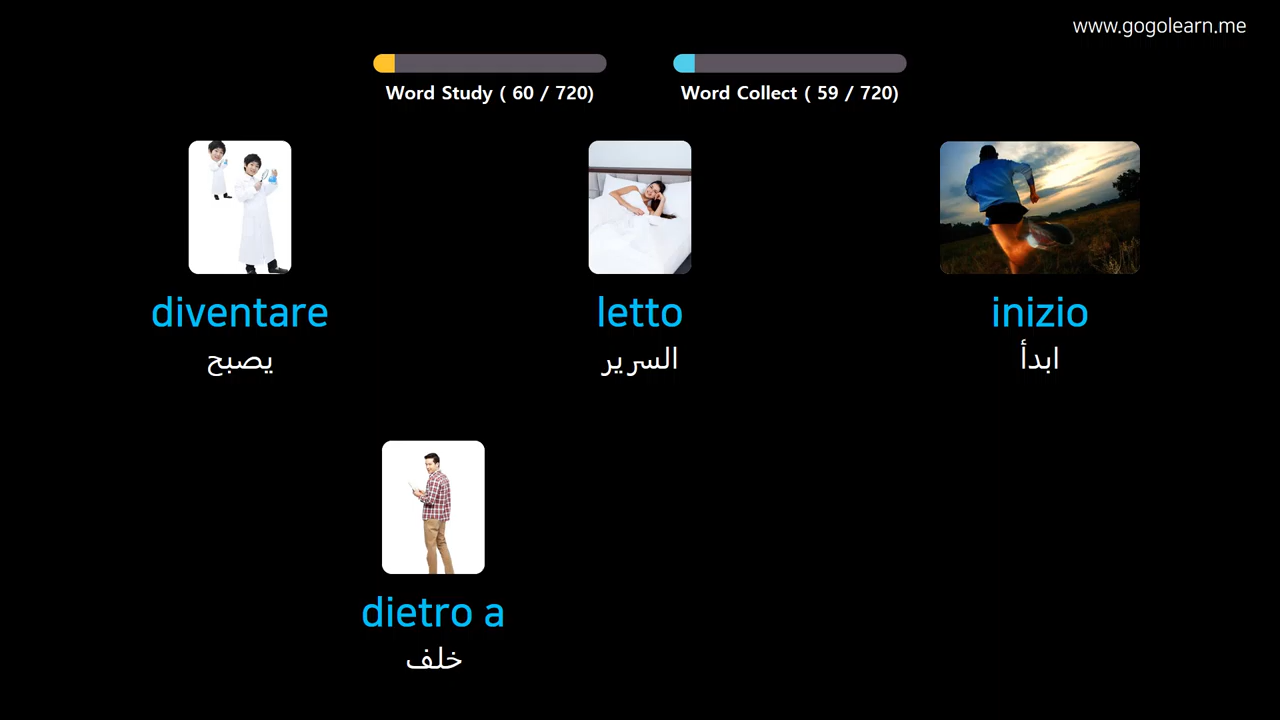 www.gogolearn.me
Word Study ( 60 / 720)
Word Collect ( 59 / 720)
diventare
يصبح
letto
السرير
inizio
ابدأ
dietro a
خلف